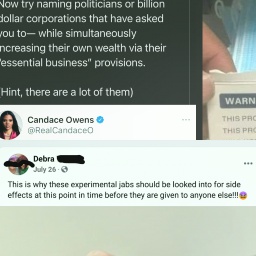 Now try naming politicians or billion
dollar corporations that have asked
you to— while simultaneously
increasing their own wealth via their
"essential business" provisions.
(Hint, there are a lot of them)
Candace Owens
@RealCandaceO
WARN
THIS PRO
THIS PRO
Debra
July 26
This is why these experimental jabs should be looked into for side
effects at this point in time before they are given to anyone else!!!